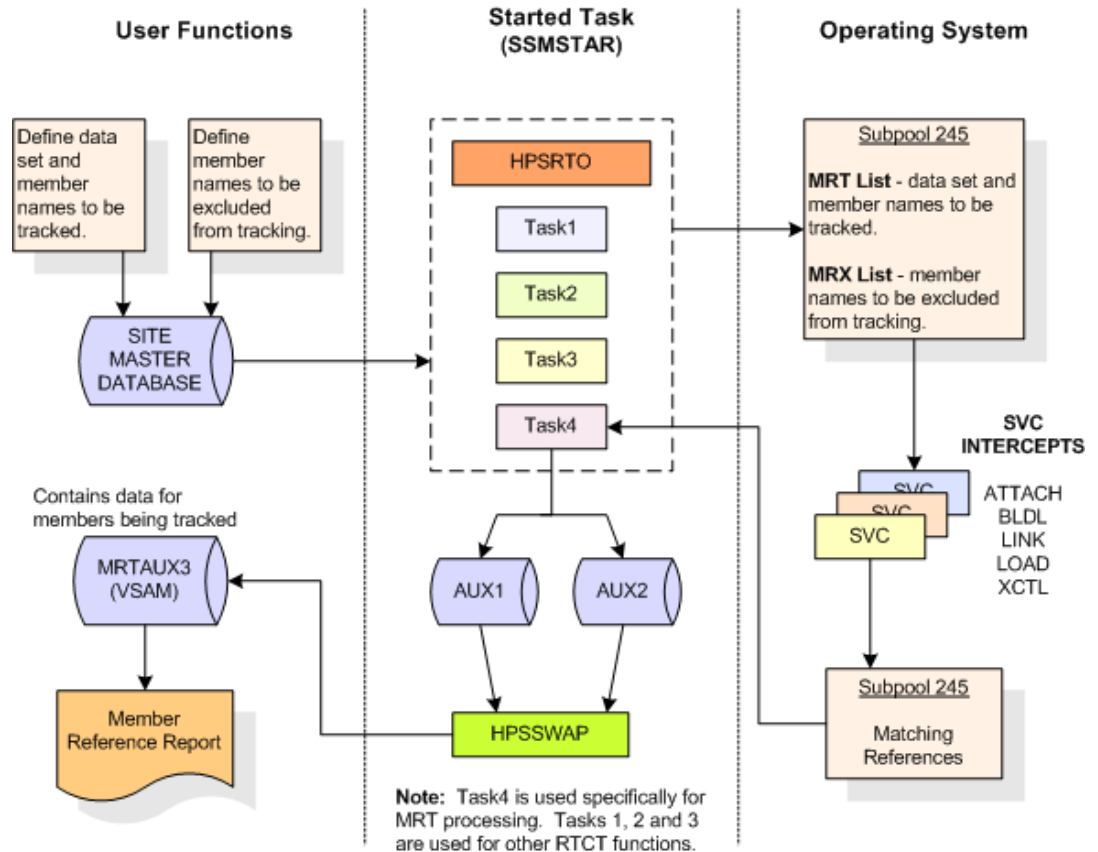 User Functions
Started Task
(SSMSTAR)
Operating System
Define data
set and
member
names to be
tracked.
Define
member
names to be
excluded
from tracking.
SITE
MASTER
DATABASE
HPSRTO
Task1
Task2
Task3
Task4
Subpool 245
MRT List - data set and
member names to be
tracked.
MRX List - member
names to be excluded
from tracking.
SVC
INTERCEPTS
ATTACH
BLDL
LINK
LOAD
XCTL
SVC
SVC
SVC
Contains data for
members being tracked
MRTAUX3
(VSAM)
AUX1
AUX2
Subpool 245
Matching
References
Member
Reference Report
HPSSWAP
Note: Task4 is used specifically for
MRT processing. Tasks 1, 2 and 3
are used for other RTCT functions.